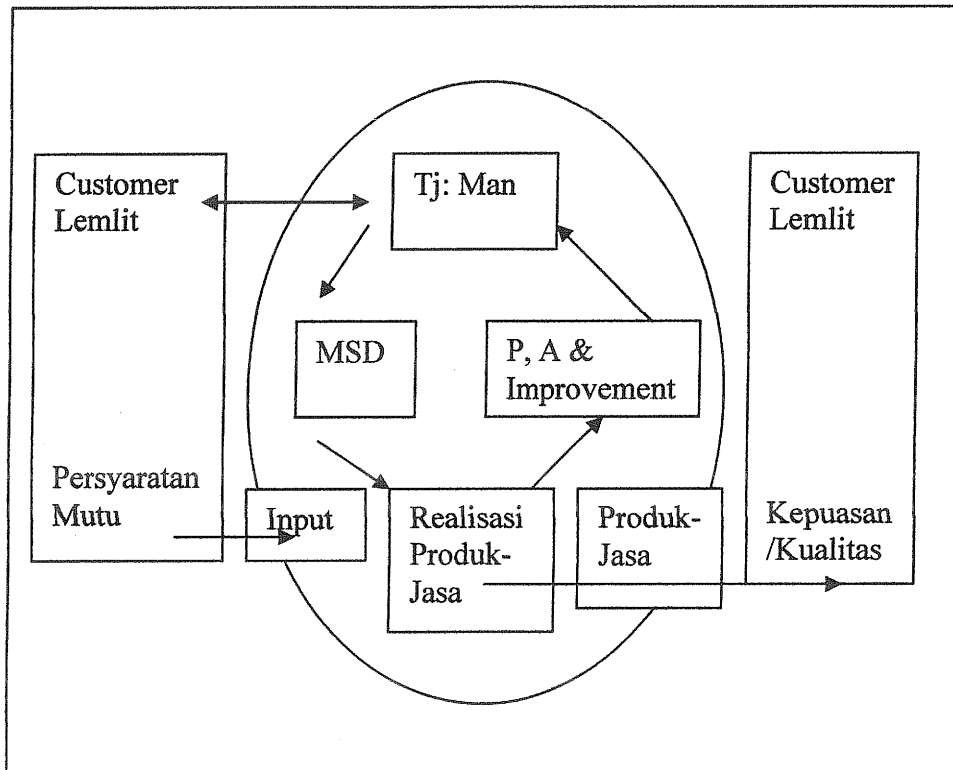 Customer
Lemlit
Persyaratan
Mutu
Tj: Man
MSD
P, A &
Improvement
Input
Realisasi
Produk-
Jasa
Produk-
Jasa
Customer
Lemlit
Kepuasan
/Kualitas